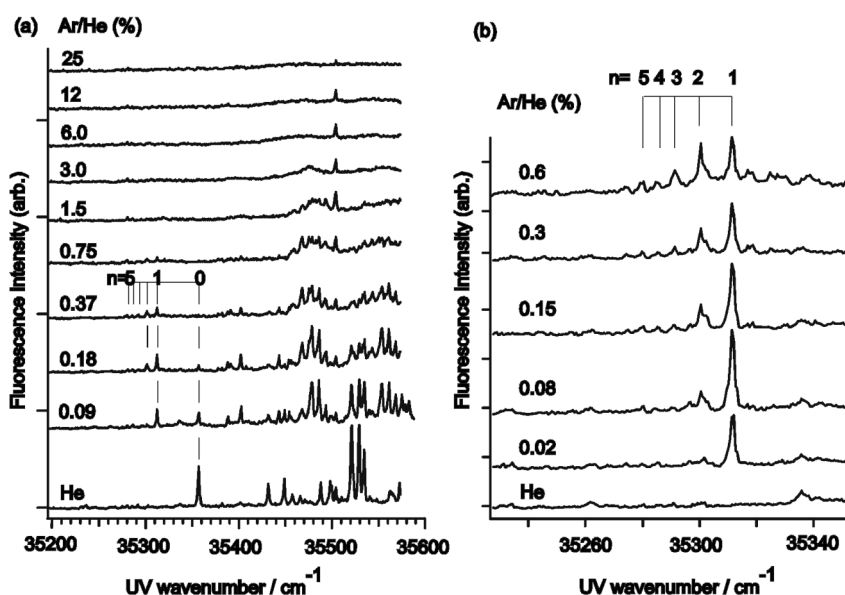 (a) Ar/He (%)
25
12
6.0
3.0
1.5
0.75
n=5 1 0
0.37
0.18
0.09
He
Fluorescence Intensity (arb.)
35200 35300 35400 35500 35600
UV wavenumber / cm-1
(b)
n= 5 4 3 2 1
Ar/He (%)
0.6
0.3
0.15
0.08
0.02
He
Fluorescence Intensity (arb.)
35260 35300 35340
UV wavenumber / cm-1